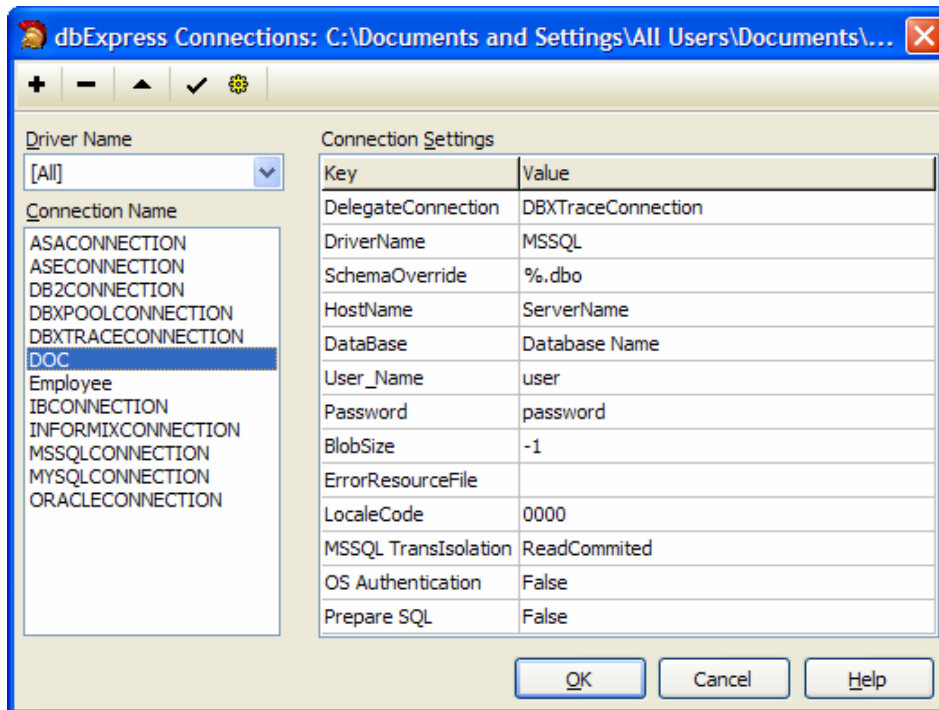 dbExpress Connections: C:\Documents and Settings\All Users\Documents\...
Driver Name
[All]
Connection Name
ASACONNECTION
ASECONNECTION
DB2CONNECTION
DBXPOOLCONNECTION
DBXTRACECONNECTION
DOC
Employee
IBCONNECTION
INFORMIXCONNECTION
MSSQLCONNECTION
MYSQLCONNECTION
ORACLECONNECTION
Connection Settings
Key Value
DelegateConnection DBXTraceConnection
DriverName MSSQL
SchemaOverride %.dbo
HostName ServerName
DataBase Database Name
User_Name user
Password password
BlobSize -1
ErrorResourceFile
LocaleCode 0000
MSSQL TransIsolation ReadCommited
OS Authentication False
Prepare SQL False
OK Cancel Help